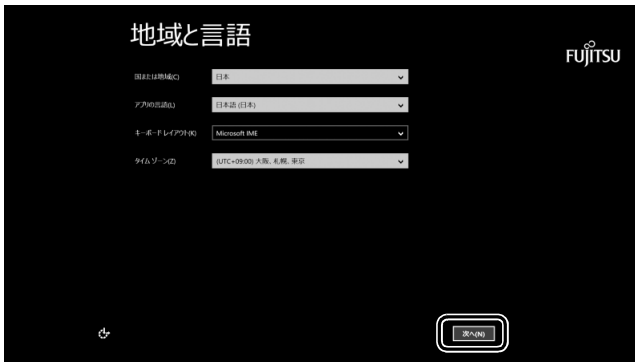 地域と言語
FUJITSU
国または地域(C)
日本
アプリの言語(L)
日本語 (日本)
キーボード レイアウト(K)
Microsoft IME
タイム ゾーン(Z)
(UTC+09:00) 大阪、札幌、東京
次へ(N)